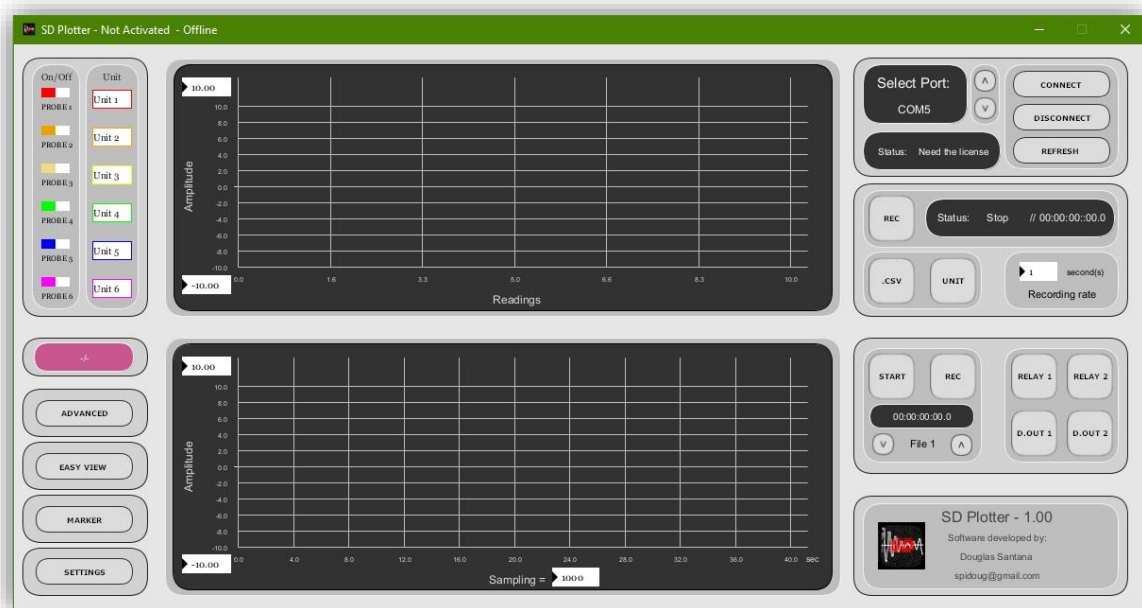 SD Plotter - Not Activated - Offline
On/Off Unit
PROBE 1 Unit 1
PROBE 2 Unit 2
PROBE 3 Unit 3
PROBE 4 Unit 4
PROBE 5 Unit 5
PROBE 6 Unit 6
-/-
ADVANCED
EASY VIEW
MARKER
SETTINGS
10.00
10.0
8.0
6.0
4.0
2.0
0.0
-2.0
-4.0
-6.0
-8.0
-10.0
-10.00
Amplitude
0.0 1.6 3.3 5.0 6.6 8.3 10.0
Readings
10.00
10.0
8.0
6.0
4.0
2.0
0.0
-2.0
-4.0
-6.0
-8.0
-10.0
-10.00
Amplitude
0.0 4.0 8.0 12.0 16.0 20.0 24.0 28.0 32.0 36.0 40.0 sec
Sampling = 1000
Select Port:
COM5
Status: Need the license
CONNECT
DISCONNECT
REFRESH
REC
Status: Stop // 00:00:00::00.0
.CSV UNIT
1 second(s)
Recording rate
START REC
00:00:00:00.0
v File 1 ʌ
RELAY 1 RELAY 2
D.OUT 1 D.OUT 2
SD Plotter - 1.00
Software developed by:
Douglas Santana
spidoug@gmail.com